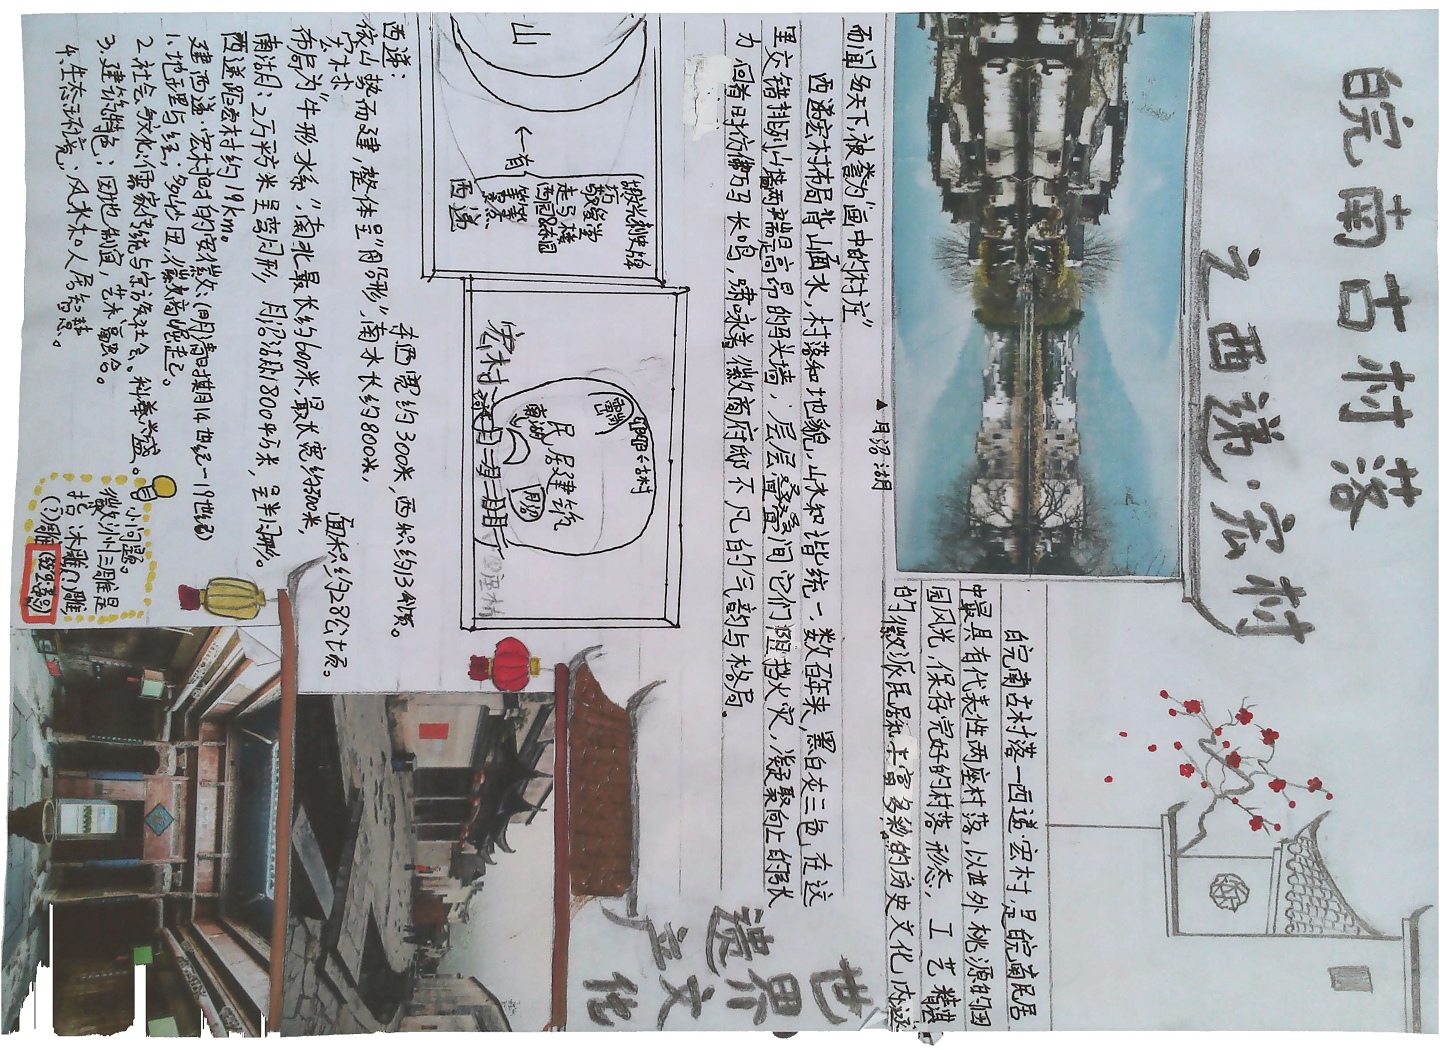 皖南古村落
之西递·宏村
皖南古村落—西递·宏村,是皖南民居
中最具有代表性两座村落,以世外桃源的田
园风光,保存完好的村落形态,工艺精湛
的徽派民居和丰富多彩的历史文化内涵
▲月沼湖
而闻名天下,被誉为"画中的村庄"
西递宏村布局背山面水,村落和地貌,山水和谐统一.数百年来,黑白灰三色在这
里交错排列山墙两端是高昂的马头墙;层层叠叠间它们阻挡火灾,凝聚向上的张
力.回首时仿佛万马长鸣,啸咏着徽商府邸不凡的气韵与格局。
世界文化
遗产
胡文光刺史牌
坊
敬爱堂
走马楼
西园&东园
等等
景点
西递
←有
山
古村
雷岗山
民居建筑
南湖
月沼
宏村
西递:
东西宽约300米,面积约13公顷。
依山势而建,整体呈"船形",南水长约800米,
宏村
面积约28公顷。
布局为"牛形水系",南北最长约600米,最长宽约300米,
南沽月:2万平方米呈弯月形,月沼湖则1800平方米,呈半月形。
西递距宏村约19km。
建西递·宏村时的安徽:(明清时期14世纪—19世纪)
1.地理与经;多山少田,徽商崛起。
2.社会与文化:儒家传统与宗族社会、科举兴盛。
3.建筑特色;因地制宜,艺术融合。
4.生态环境;风水和人居智慧。
小问题。
徽州三雕是
指:木雕,(?)雕,
(?)雕